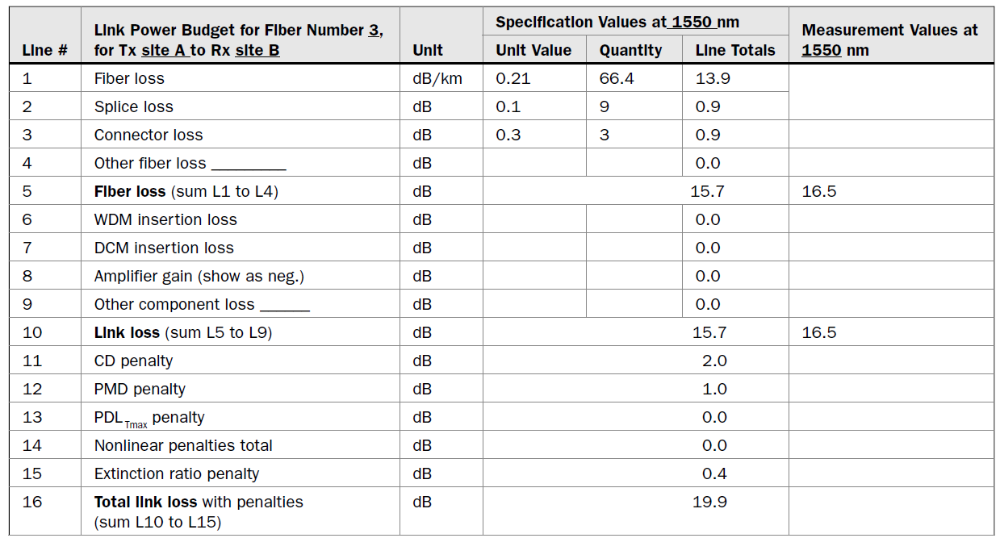 Line #
Link Power Budget for Fiber Number 3,
for Tx site A to Rx site B
Unit
Specification Values at 1550 nm
Unit Value Quantity Line Totals
Measurement Values at
1550 nm
1 Fiber loss dB/km 0.21 66.4 13.9
2 Splice loss dB 0.1 9 0.9
3 Connector loss dB 0.3 3 0.9
4 Other fiber loss _________ dB 0.0
5 Fiber loss (sum L1 to L4) dB 15.7 16.5
6 WDM insertion loss dB 0.0
7 DCM insertion loss dB 0.0
8 Amplifier gain (show as neg.) dB 0.0
9 Other component loss ______ dB 0.0
10 Link loss (sum L5 to L9) dB 15.7 16.5
11 CD penalty dB 2.0
12 PMD penalty dB 1.0
13 PDL Tmax penalty dB 0.0
14 Nonlinear penalties total dB 0.0
15 Extinction ratio penalty dB 0.4
16 Total link loss with penalties dB 19.9
(sum L10 to L15)